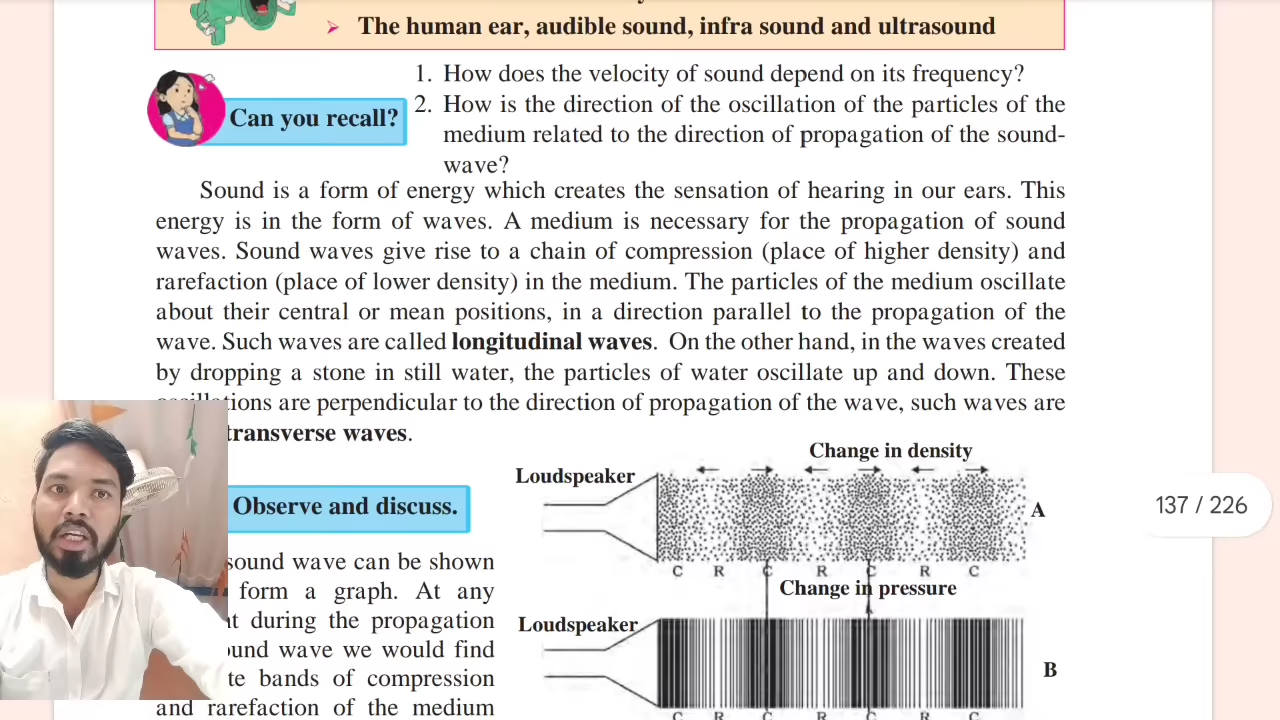 The human ear, audible sound, infra sound and ultrasound
Can you recall?
1. How does the velocity of sound depend on its frequency?
2. How is the direction of the oscillation of the particles of the
medium related to the direction of propagation of the sound-
wave?
Sound is a form of energy which creates the sensation of hearing in our ears. This
energy is in the form of waves. A medium is necessary for the propagation of sound
waves. Sound waves give rise to a chain of compression (place of higher density) and
rarefaction (place of lower density) in the medium. The particles of the medium oscillate
about their central or mean positions, in a direction parallel to the propagation of the
wave. Such waves are called longitudinal waves. On the other hand, in the waves created
by dropping a stone in still water, the particles of water oscillate up and down. These
oscillations are perpendicular to the direction of propagation of the wave, such waves are
transverse waves.
Observe and discuss.
sound wave can be shown
form a graph. At any
during the propagation
wave we would find
bands of compression
and rarefaction of the medium
Change in density
Loudspeaker
A
C R C R C R C
Change in pressure
Loudspeaker
B
C R C R C R C
137 / 226